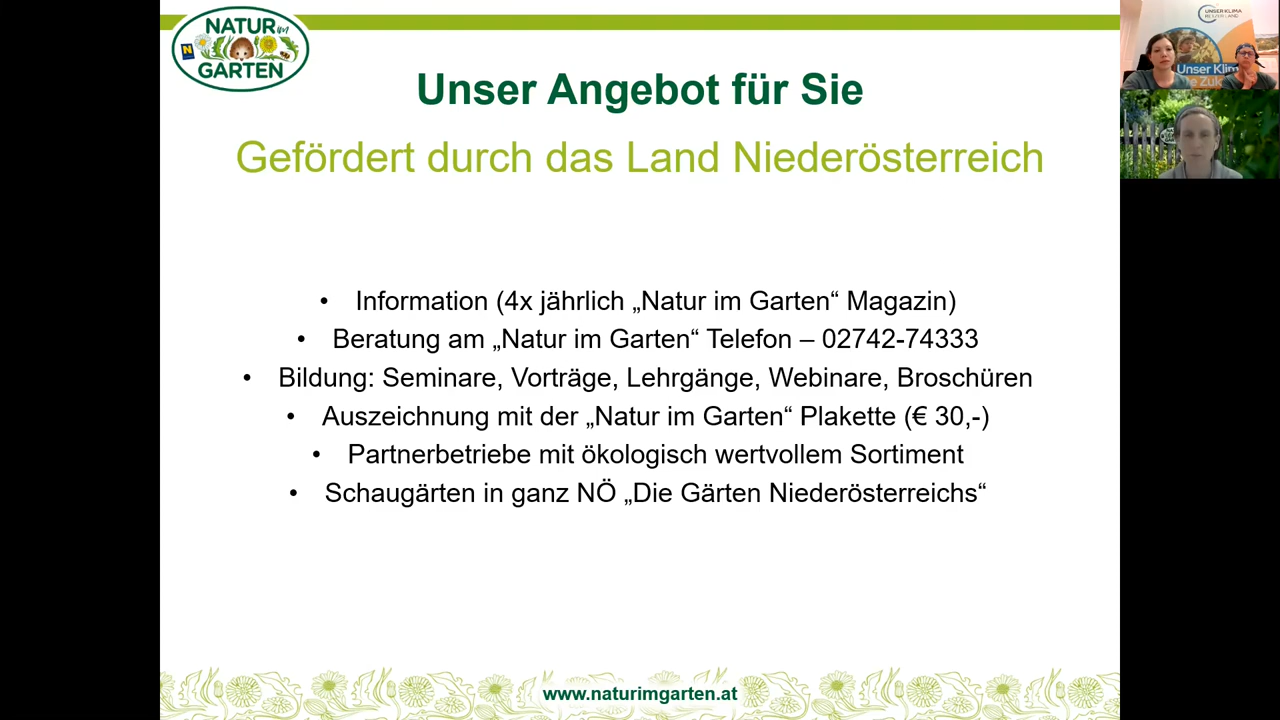 NATUR im
GARTEN
Unser Angebot für Sie
Gefördert durch das Land Niederösterreich
• Information (4x jährlich „Natur im Garten“ Magazin)
• Beratung am „Natur im Garten“ Telefon – 02742-74333
• Bildung: Seminare, Vorträge, Lehrgänge, Webinare, Broschüren
• Auszeichnung mit der „Natur im Garten“ Plakette (€ 30,-)
• Partnerbetriebe mit ökologisch wertvollem Sortiment
• Schaugärten in ganz NÖ „Die Gärten Niederösterreichs“
www.naturimgarten.at
UNSER KLIMA
Unser Klim